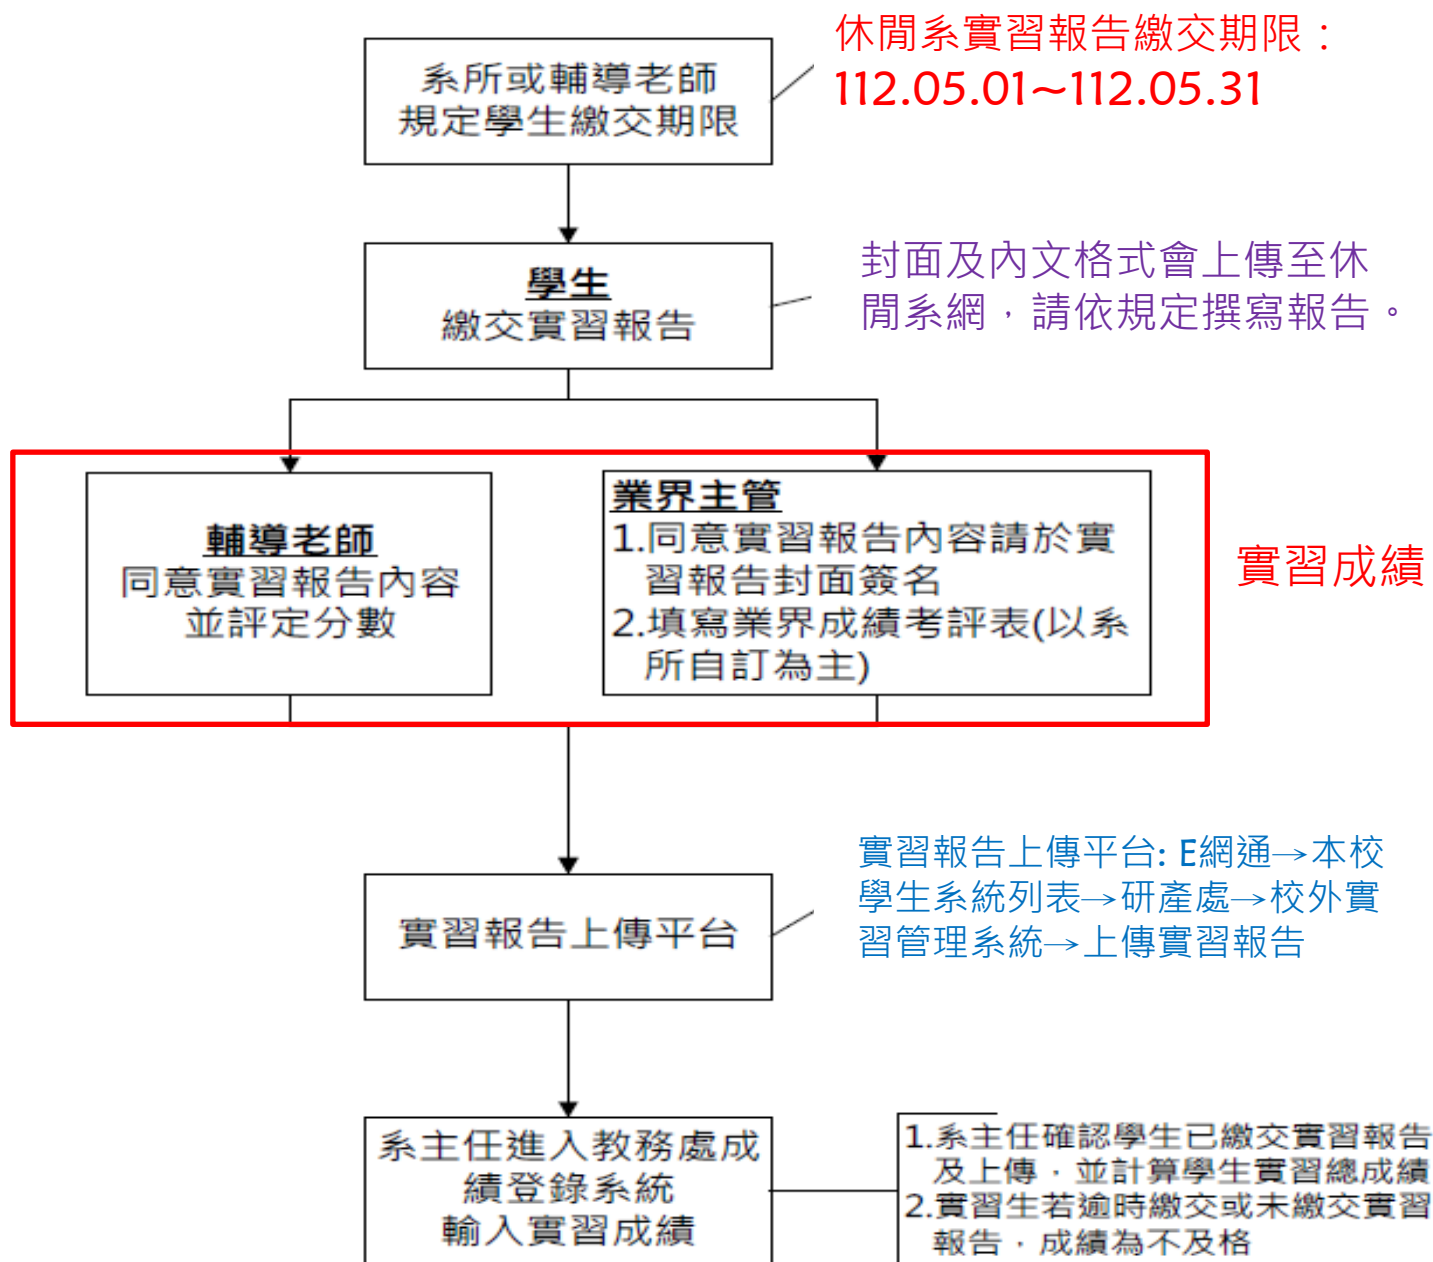 系所或輔導老師
規定學生繳交期限
休閒系實習報告繳交期限：
112.05.01~112.05.31
學生
繳交實習報告
封面及內文格式會上傳至休
閒系網，請依規定撰寫報告。
輔導老師
同意實習報告內容
並評定分數
業界主管
1.同意實習報告內容請於實
習報告封面簽名
2.填寫業界成績考評表(以系
所自訂為主)
實習成績
實習報告上傳平台
實習報告上傳平台: E網通→本校
學生系統列表→研產處→校外實
習管理系統→上傳實習報告
系主任進入教務處成
績登錄系統
輸入實習成績
1.系主任確認學生已繳交實習報告
及上傳，並計算學生實習總成績
2.實習生若逾時繳交或未繳交實習
報告，成績為不及格